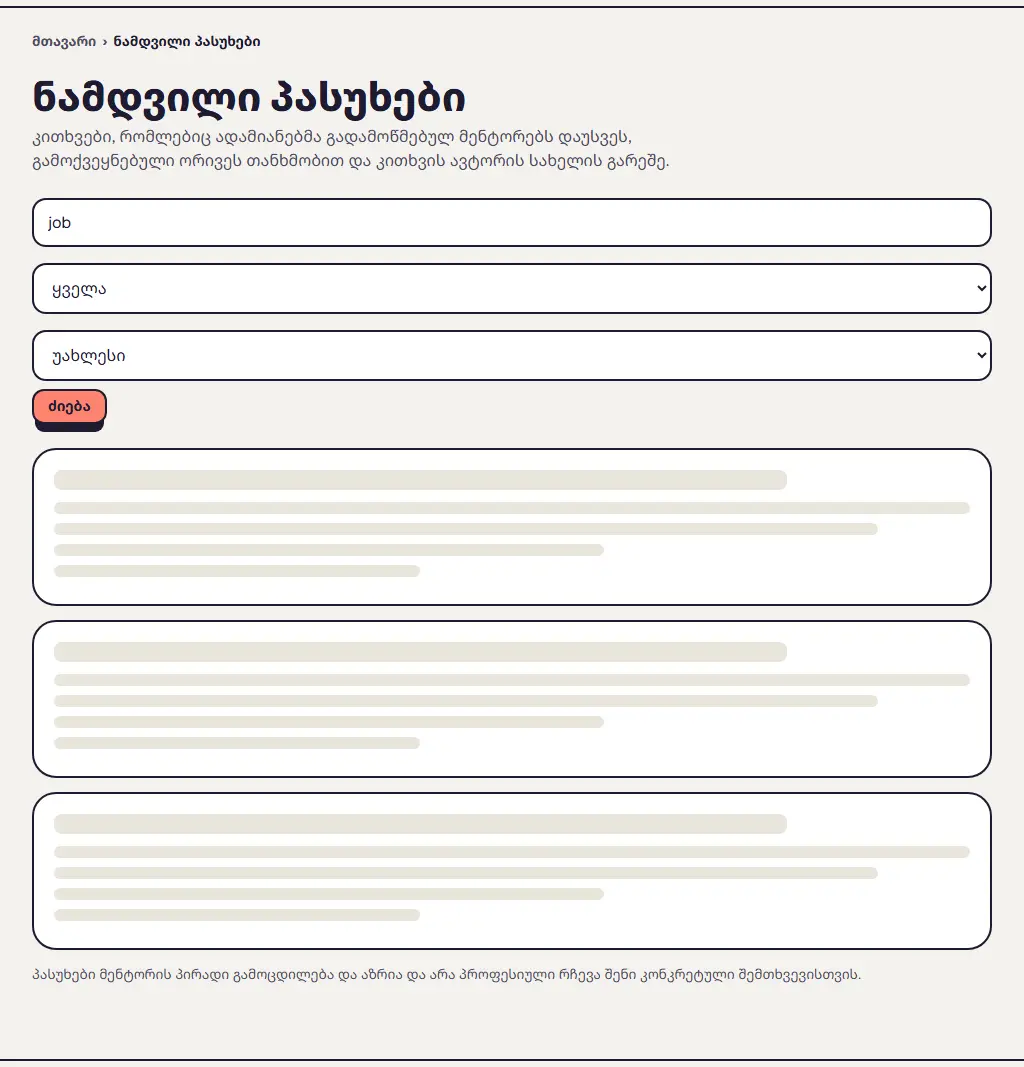 მთავარი › ნამდვილი პასუხები
ნამდვილი პასუხები
კითხვები, რომლებიც ადამიანებმა გადამოწმებულ მენტორებს დაუსვეს,
გამოქვეყნებული ორივეს თანხმობით და კითხვის ავტორის სახელის გარეშე.
job
ყველა
უახლესი
ძიება
პასუხები მენტორის პირადი გამოცდილება და აზრია და არა პროფესიული რჩევა შენი კონკრეტული შემთხვევისთვის.